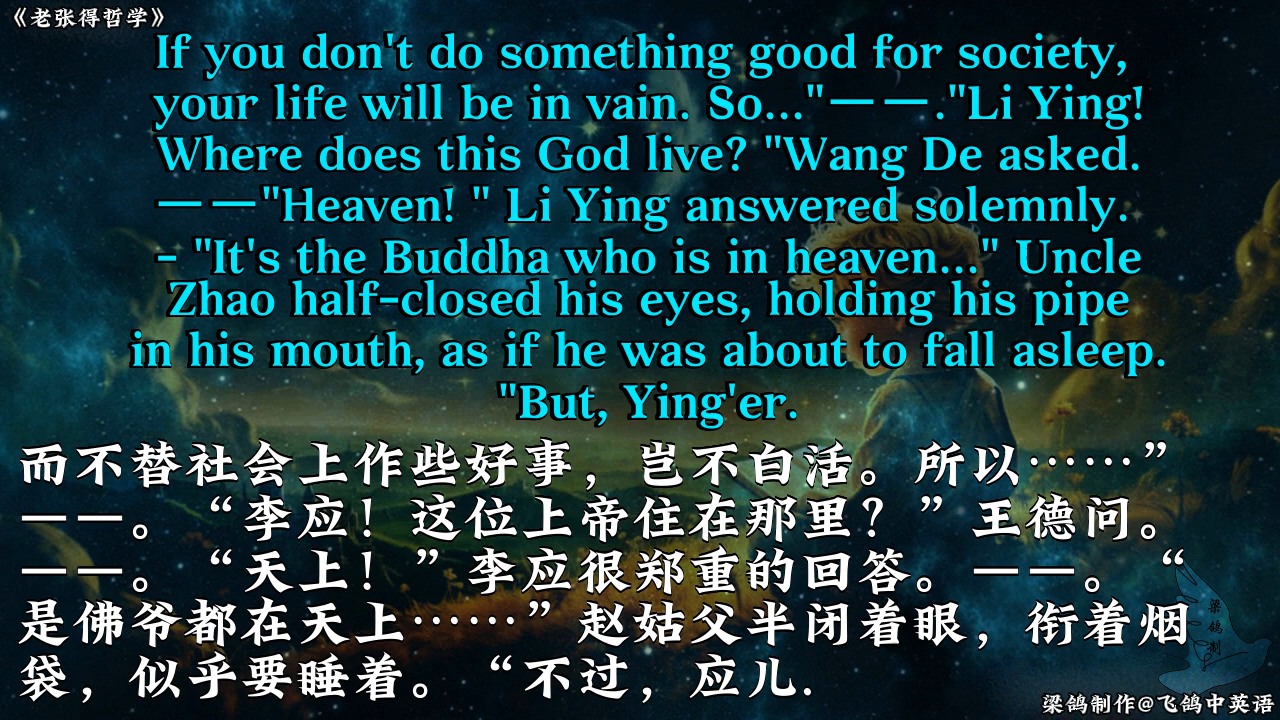 《老张得哲学》
If you don't do something good for society,
your life will be in vain. So..."——."Li Ying!
Where does this God live? "Wang De asked.
——"Heaven! " Li Ying answered solemnly.
- "It's the Buddha who is in heaven..." Uncle
Zhao half-closed his eyes, holding his pipe
in his mouth, as if he was about to fall asleep.
"But, Ying'er.
而不替社会上作些好事，岂不白活。所以……”
——。“李应！这位上帝住在那里？”王德问。
——。“天上！”李应很郑重的回答。——。“
是佛爷都在天上……”赵姑父半闭着眼，衔着烟
袋，似乎要睡着。“不过，应儿.
梁鸽制
梁鸽制作@飞鸽中英语